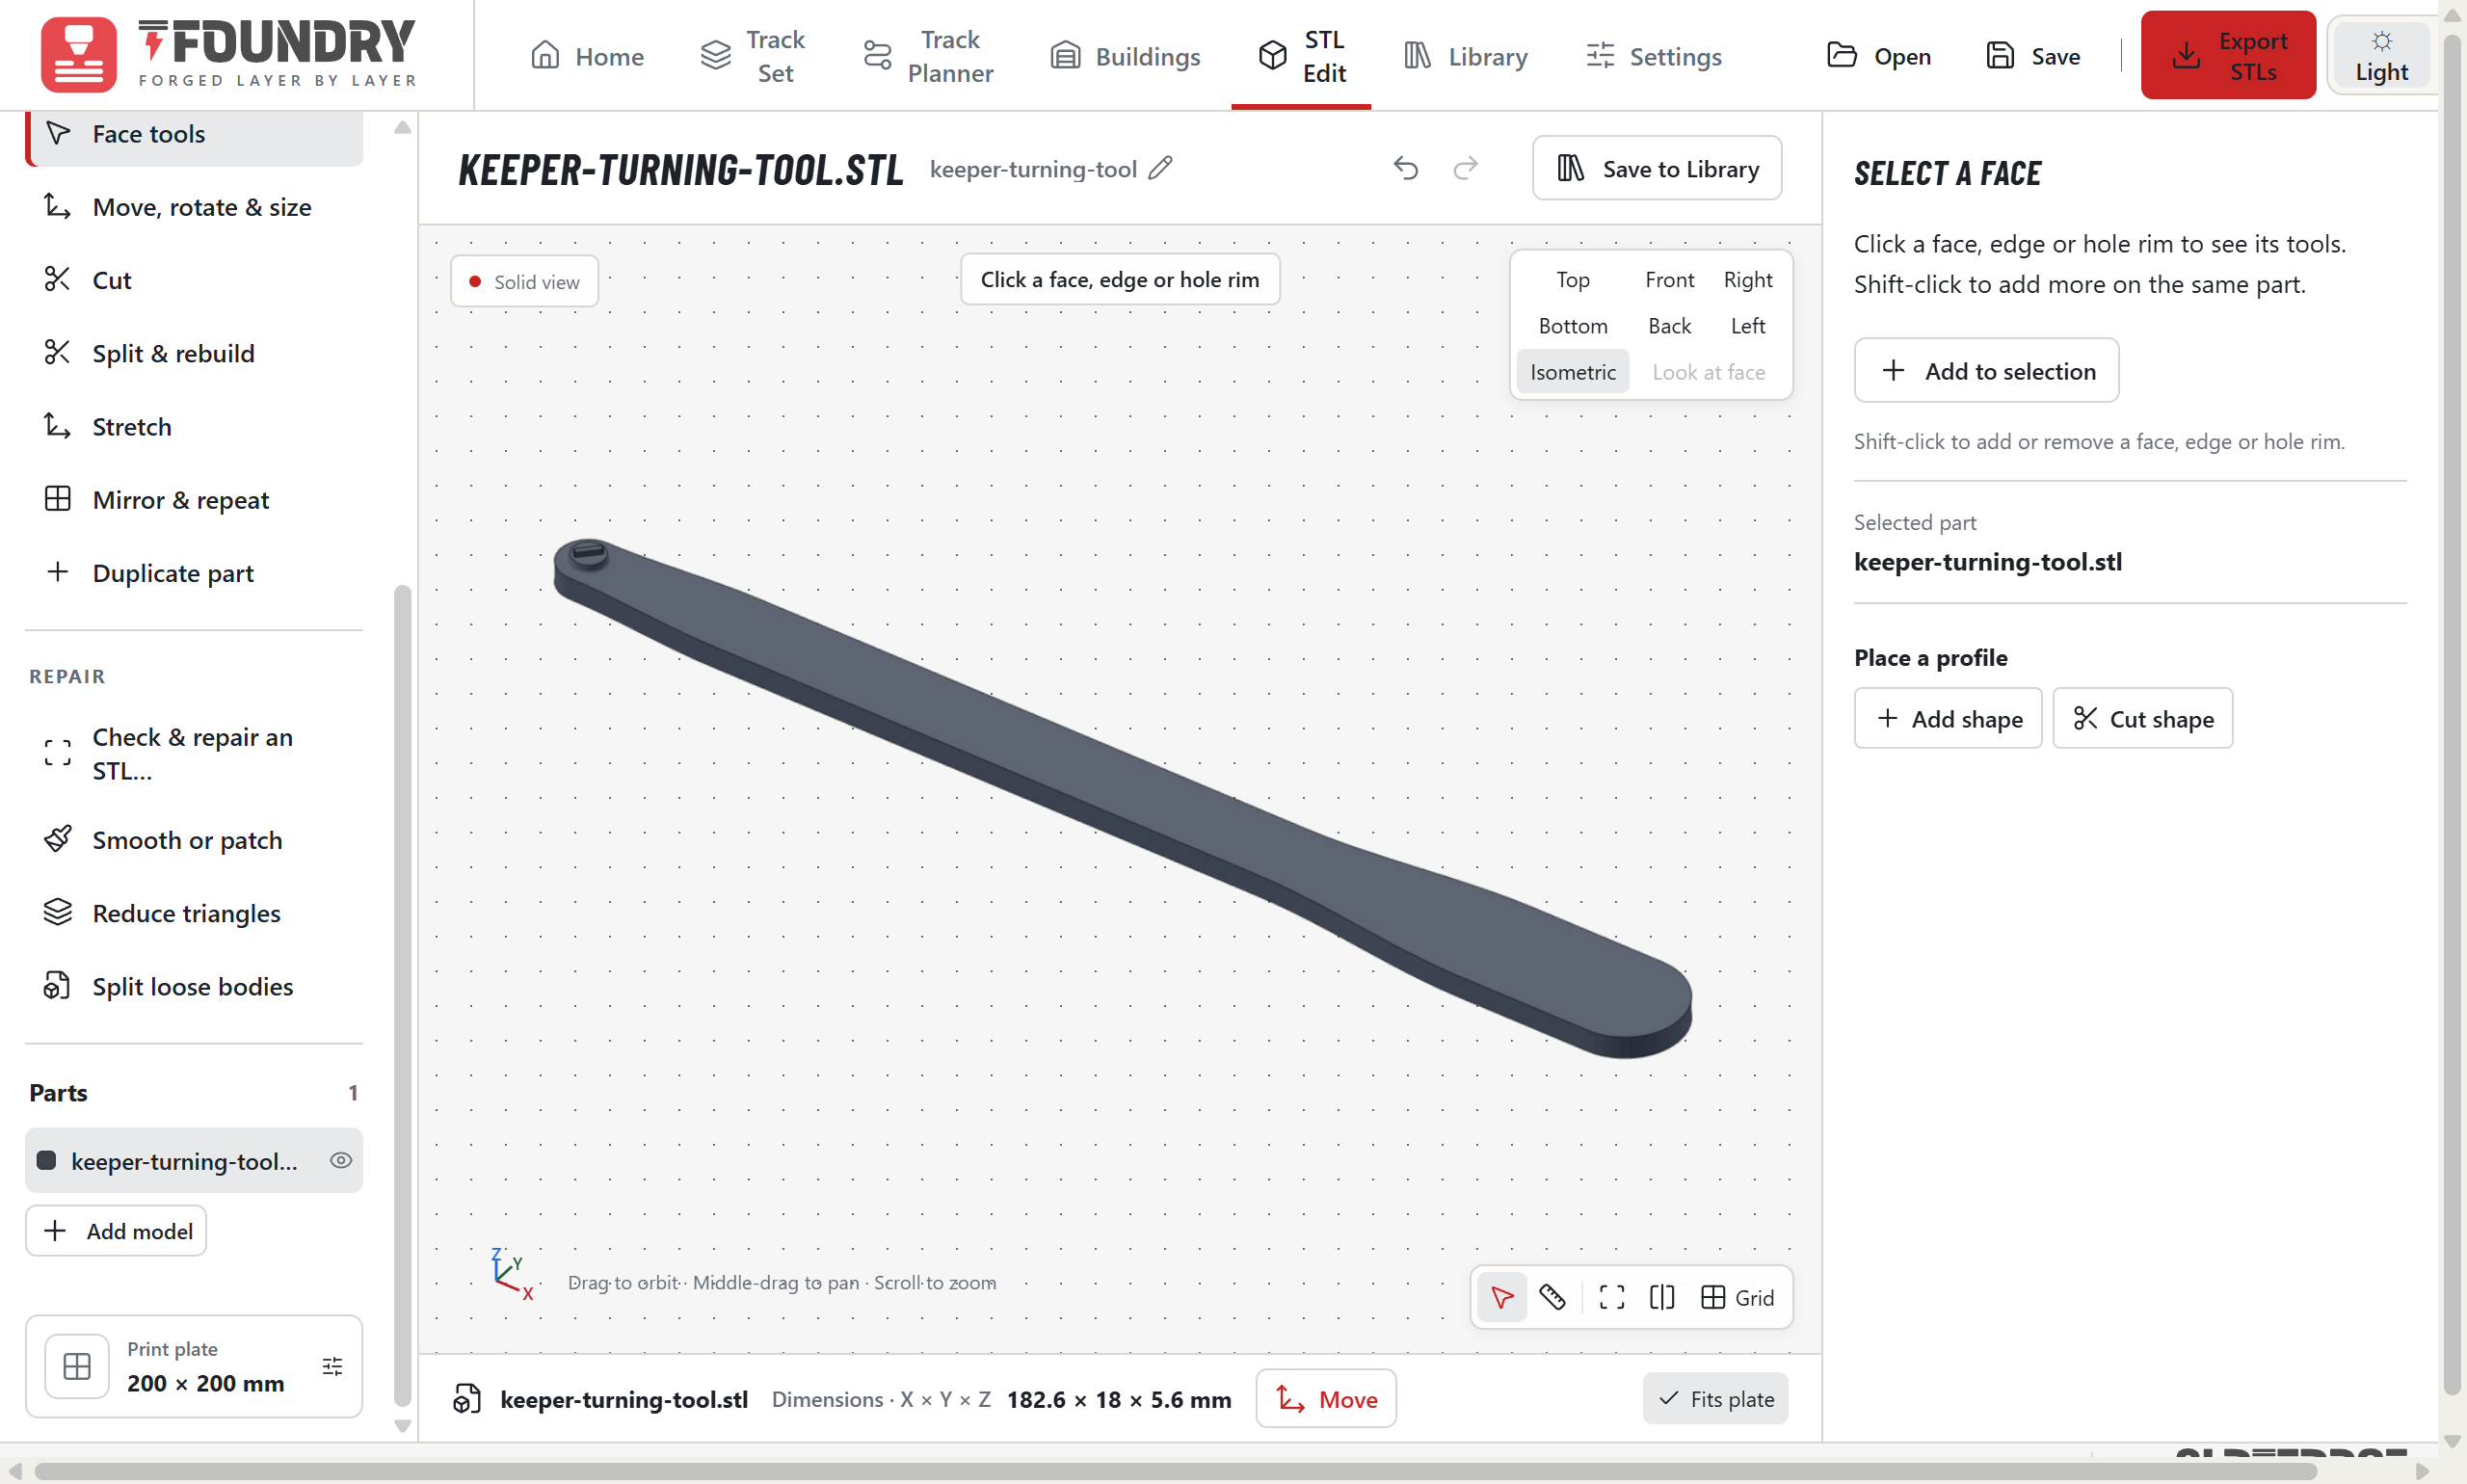 FOUNDRY
FORGED LAYER BY LAYER
Home
Track Set
Track Planner
Buildings
STL Edit
Library
Settings
Open
Save
Export STLs
Light
Face tools
Move, rotate & size
Cut
Split & rebuild
Stretch
Mirror & repeat
Duplicate part
REPAIR
Check & repair an
STL...
Smooth or patch
Reduce triangles
Split loose bodies
Parts 1
keeper-turning-tool...
Add model
Print plate
200 × 200 mm
KEEPER-TURNING-TOOL.STL keeper-turning-tool
Save to Library
Solid view
Click a face, edge or hole rim
Top Front Right
Bottom Back Left
Isometric Look at face
Z
Y
X
Drag to orbit · Middle-drag to pan · Scroll to zoom
Grid
keeper-turning-tool.stl Dimensions · X × Y × Z 182.6 × 18 × 5.6 mm Move Fits plate
SELECT A FACE
Click a face, edge or hole rim to see its tools.
Shift-click to add more on the same part.
Add to selection
Shift-click to add or remove a face, edge or hole rim.
Selected part
keeper-turning-tool.stl
Place a profile
Add shape
Cut shape